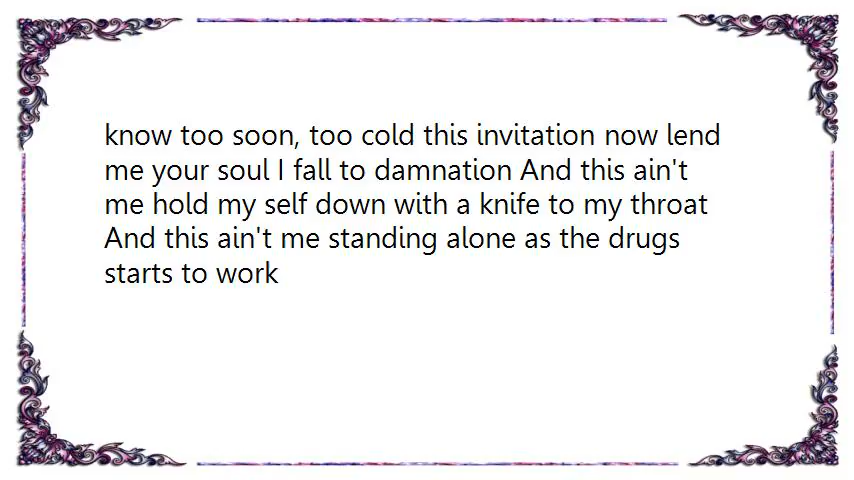 know too soon, too cold this invitation now lend
me your soul I fall to damnation And this ain't
me hold my self down with a knife to my throat
And this ain't me standing alone as the drugs
starts to work